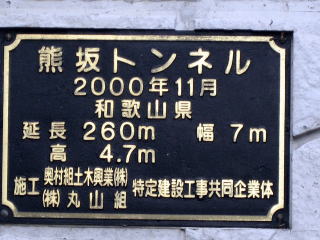 熊坂トンネル
2000年11月
和歌山県
延長 260m 幅 7m
高 4.7m
施工 奥村組土木興業㈱ ㈱丸山組 特定建設工事共同企業体